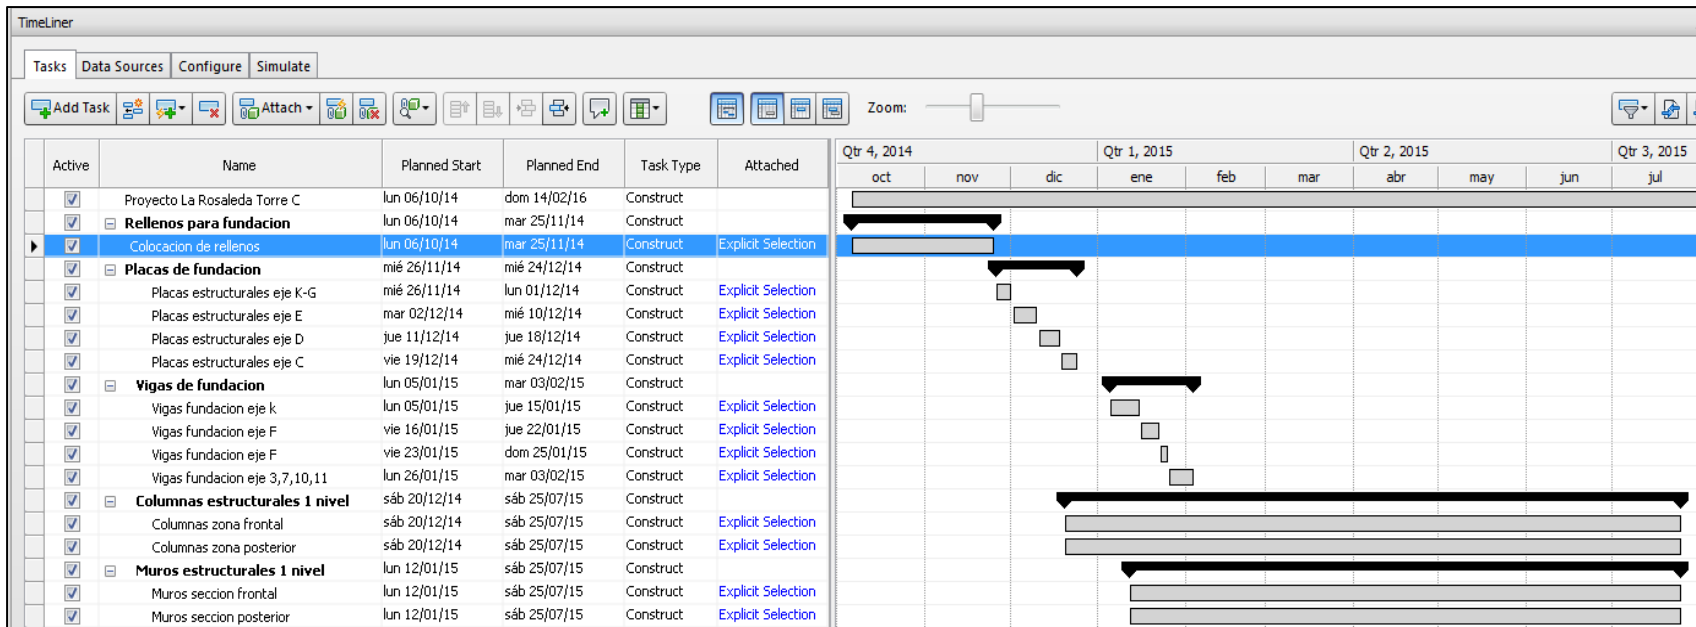 TimeLiner
Tasks Data Sources Configure Simulate
Add Task Attach Zoom:
Active Name Planned Start Planned End Task Type Attached
Qtr 4, 2014 Qtr 1, 2015 Qtr 2, 2015 Qtr 3, 2015
oct nov dic ene feb mar abr may jun jul
Proyecto La Rosaleda Torre C lun 06/10/14 dom 14/02/16 Construct
Rellenos para fundacion lun 06/10/14 mar 25/11/14 Construct
Colocacion de rellenos lun 06/10/14 mar 25/11/14 Construct Explicit Selection
Placas de fundacion mié 26/11/14 mié 24/12/14 Construct
Placas estructurales eje K-G mié 26/11/14 lun 01/12/14 Construct Explicit Selection
Placas estructurales eje E mar 02/12/14 mié 10/12/14 Construct Explicit Selection
Placas estructurales eje D jue 11/12/14 jue 18/12/14 Construct Explicit Selection
Placas estructurales eje C vie 19/12/14 mié 24/12/14 Construct Explicit Selection
Vigas de fundacion lun 05/01/15 mar 03/02/15 Construct
Vigas fundacion eje k lun 05/01/15 jue 15/01/15 Construct Explicit Selection
Vigas fundacion eje F vie 16/01/15 jue 22/01/15 Construct Explicit Selection
Vigas fundacion eje F vie 23/01/15 dom 25/01/15 Construct Explicit Selection
Vigas fundacion eje 3,7,10,11 lun 26/01/15 mar 03/02/15 Construct Explicit Selection
Columnas estructurales 1 nivel sáb 20/12/14 sáb 25/07/15 Construct
Columnas zona frontal sáb 20/12/14 sáb 25/07/15 Construct Explicit Selection
Columnas zona posterior sáb 20/12/14 sáb 25/07/15 Construct Explicit Selection
Muros estructurales 1 nivel lun 12/01/15 sáb 25/07/15 Construct
Muros seccion frontal lun 12/01/15 sáb 25/07/15 Construct Explicit Selection
Muros seccion posterior lun 12/01/15 sáb 25/07/15 Construct Explicit Selection